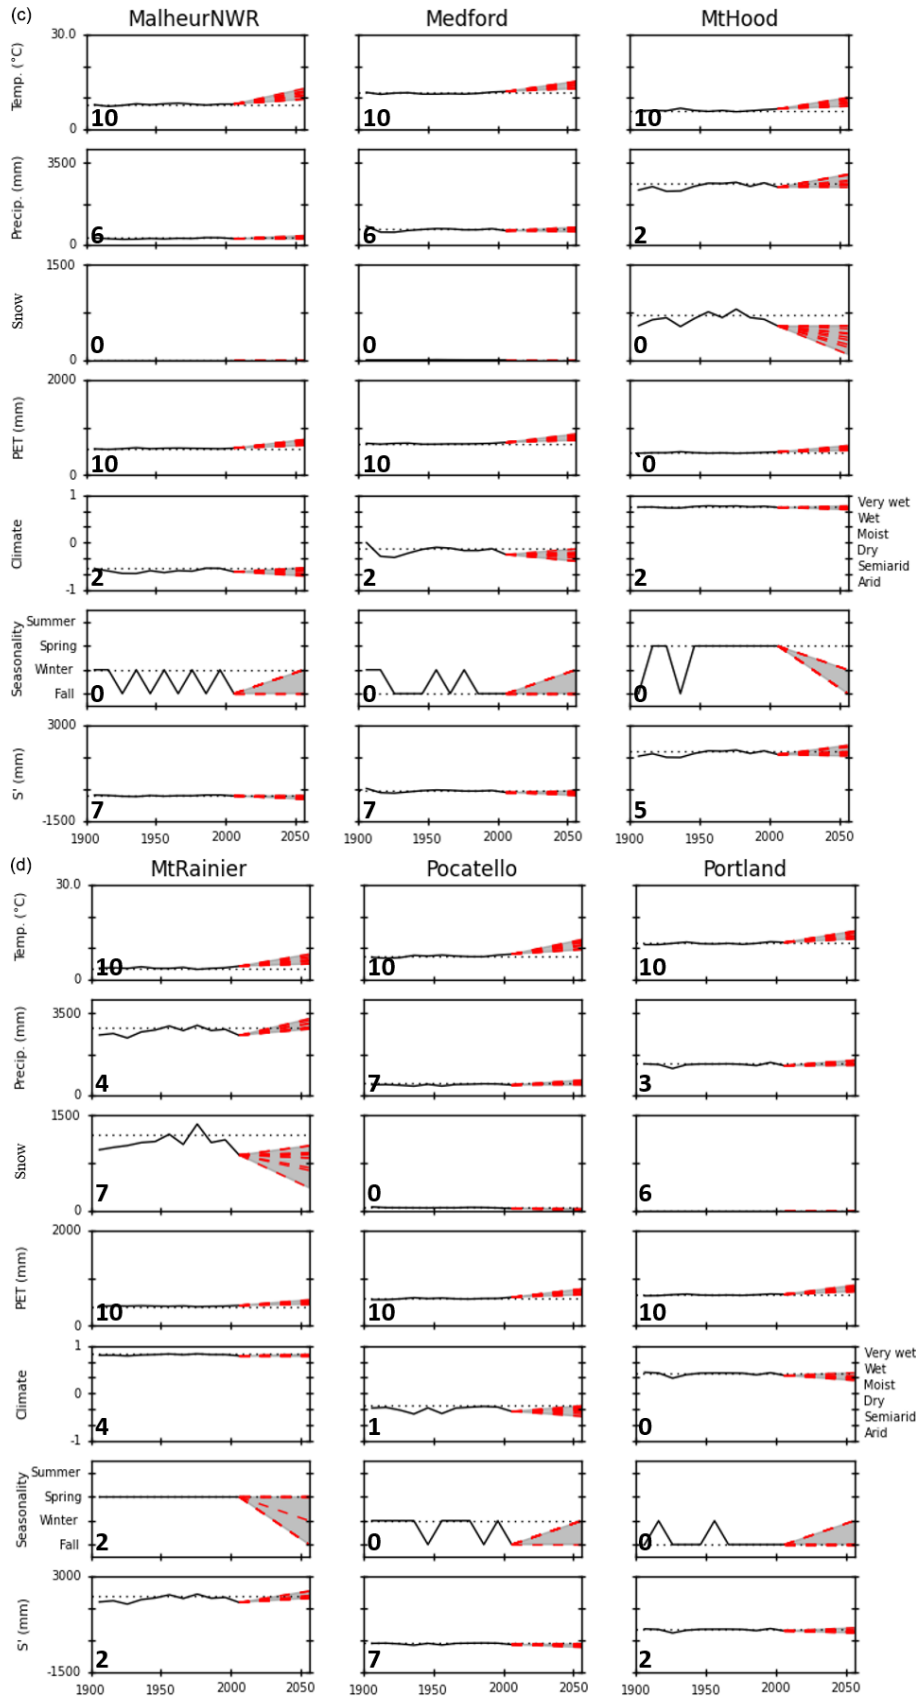 (c)
MalheurNWR Medford MtHood
30.0
Temp. (°C)
0
10 10 10
3500
Precip. (mm)
0
6 6 2
1500
Snow
0
0 0 0
2000
PET (mm)
0
10 10 `0
1
Climate
0
-1
2 2 2
Very wet
Wet
Moist
Dry
Semiarid
Arid
Seasonality
Summer
Spring
Winter
Fall
0 0 0
3000
S' (mm)
-1500
7 7 5
1900 1950 2000 2050 1900 1950 2000 2050 1900 1950 2000 2050
(d)
MtRainier Pocatello Portland
30.0
Temp. (°C)
0
10 10 10
3500
Precip. (mm)
0
4 7 3
1500
Snow
0
7 0 6
2000
PET (mm)
0
10 10 10
1
Climate
0
-1
4 1 0
Very wet
Wet
Moist
Dry
Semiarid
Arid
Seasonality
Summer
Spring
Winter
Fall
2 0 0
3000
S' (mm)
-1500
2 7 2
1900 1950 2000 2050 1900 1950 2000 2050 1900 1950 2000 2050